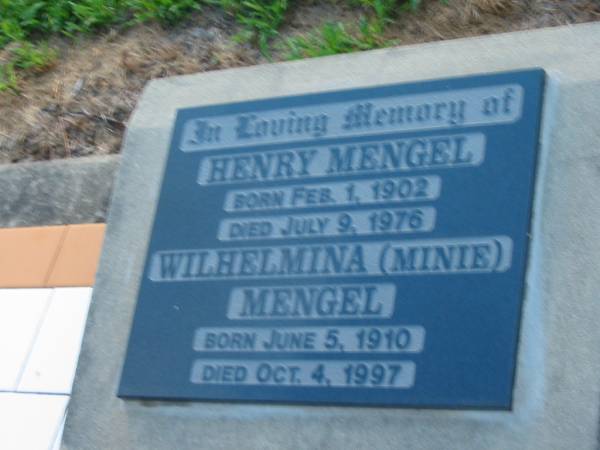 In Loving Memory of
HENRY MENGEL
BORN FEB. 1, 1902
DIED JULY 9, 1976
WILHELMINA (MINIE)
MENGEL
BORN JUNE 5, 1910
DIED OCT. 4, 1997